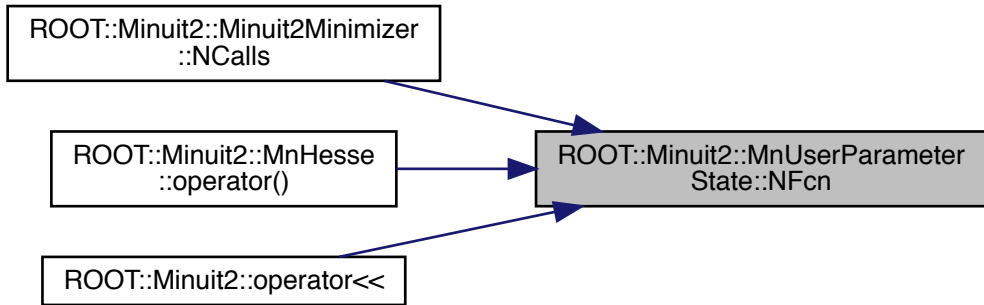 ROOT::Minuit2::Minuit2Minimizer
::NCalls
ROOT::Minuit2::MnHesse
::operator()
ROOT::Minuit2::operator<<
ROOT::Minuit2::MnUserParameter
State::NFcn